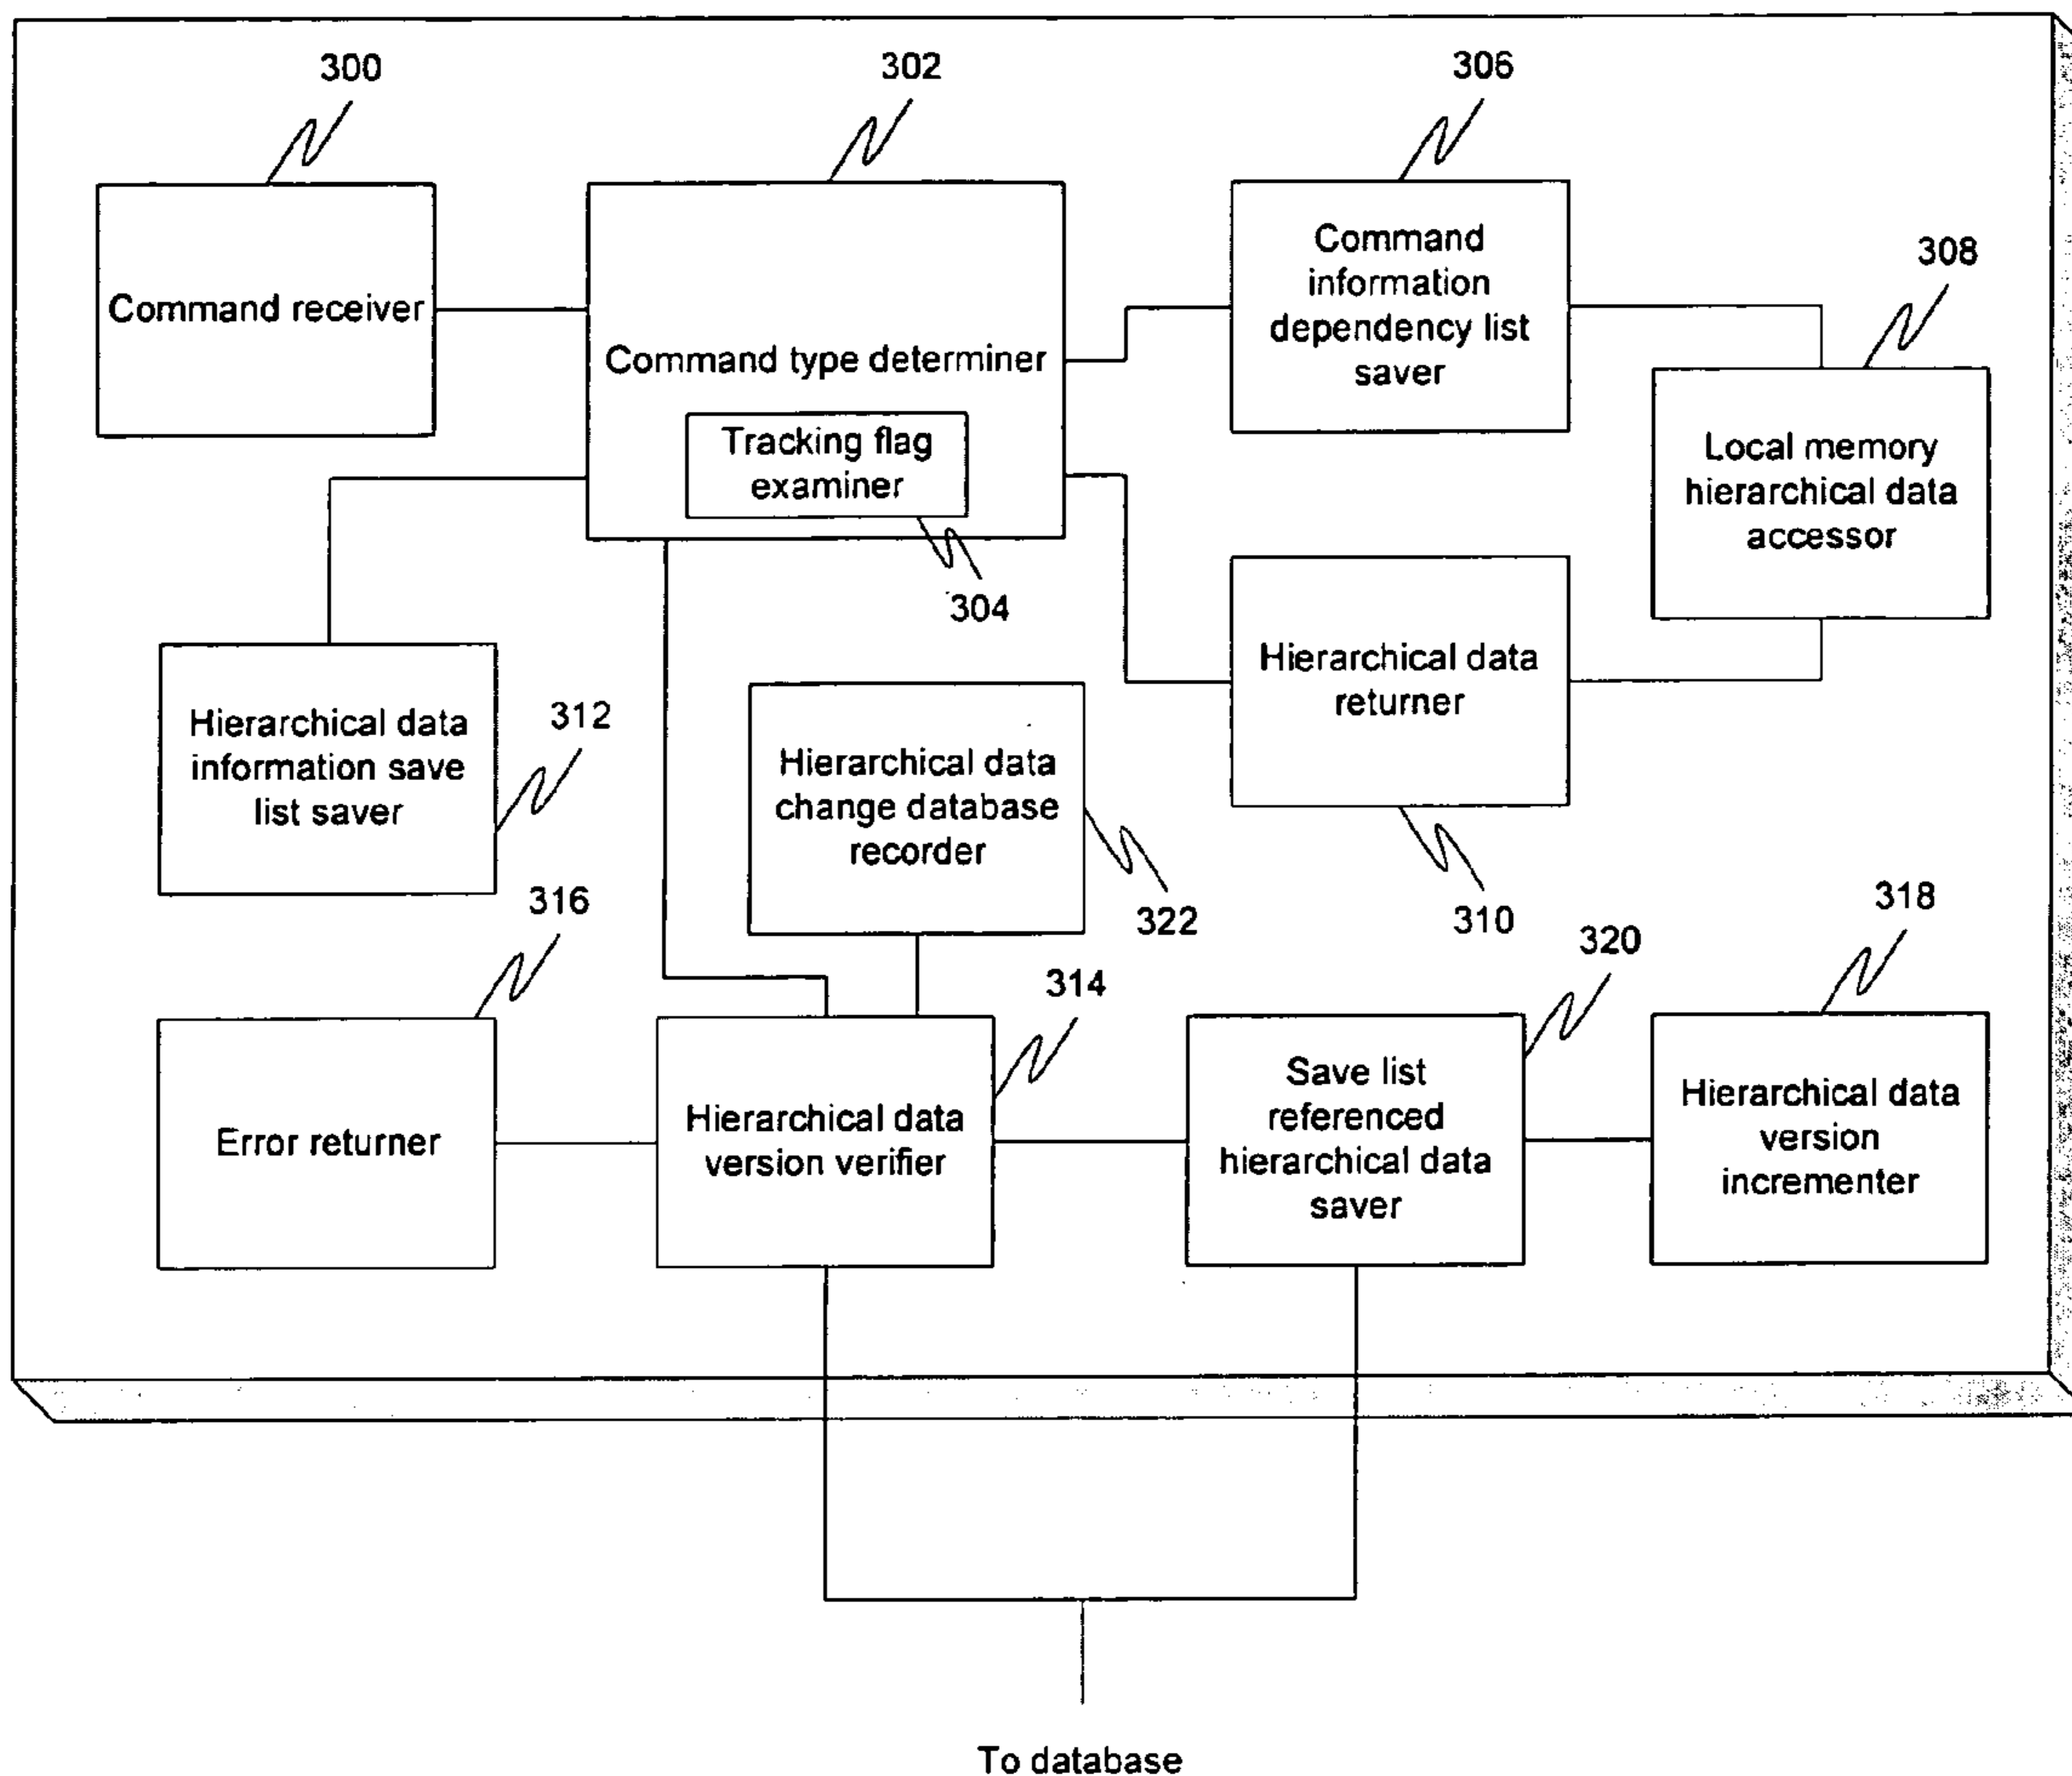 300
302
306
Command receiver
Command type determiner
Tracking flag
examiner
304
Command
information
dependency list
saver
308
Local memory
hierarchical data
accessor
Hierarchical data
returner
310
Hierarchical data
information save
list saver
312
Hierarchical data
change database
recorder
322
316
314
320
318
Error returner
Hierarchical data
version verifier
Save list
referenced
hierarchical data
saver
Hierarchical data
version
incrementer
To database